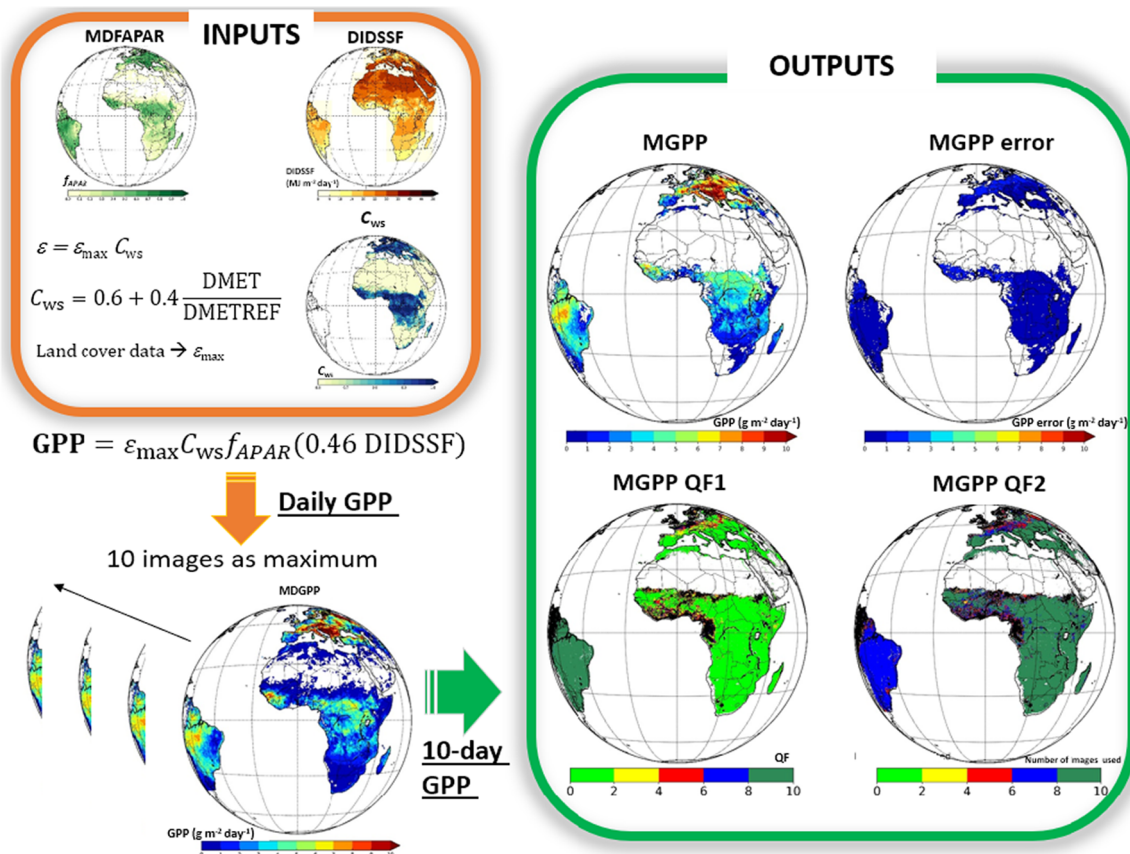 INPUTS
MDFAPAR
DIDSSF
fAPAR
DIDSSF
(MJ m-2 day-1)
Cws
ε = εmax Cws
Cws = 0.6 + 0.4 DMET
DMETREF
Land cover data → εmax
Cws
GPP = εmaxCwsfAPAR(0.46 DIDSSF)
Daily GPP
10 images as maximum
MDGPP
10-day
GPP
GPP (g m-2 day-1)
OUTPUTS
MGPP
MGPP error
GPP (g m-2 day-1)
0 1 2 3 4 5 6 7 8 9 10
GPP error (g m-2 day-1)
0 1 2 3 4 5 6 7 8 9 10
MGPP QF1
MGPP QF2
QF
0 2 4 6 8 10
Number of images used
0 2 4 6 8 10